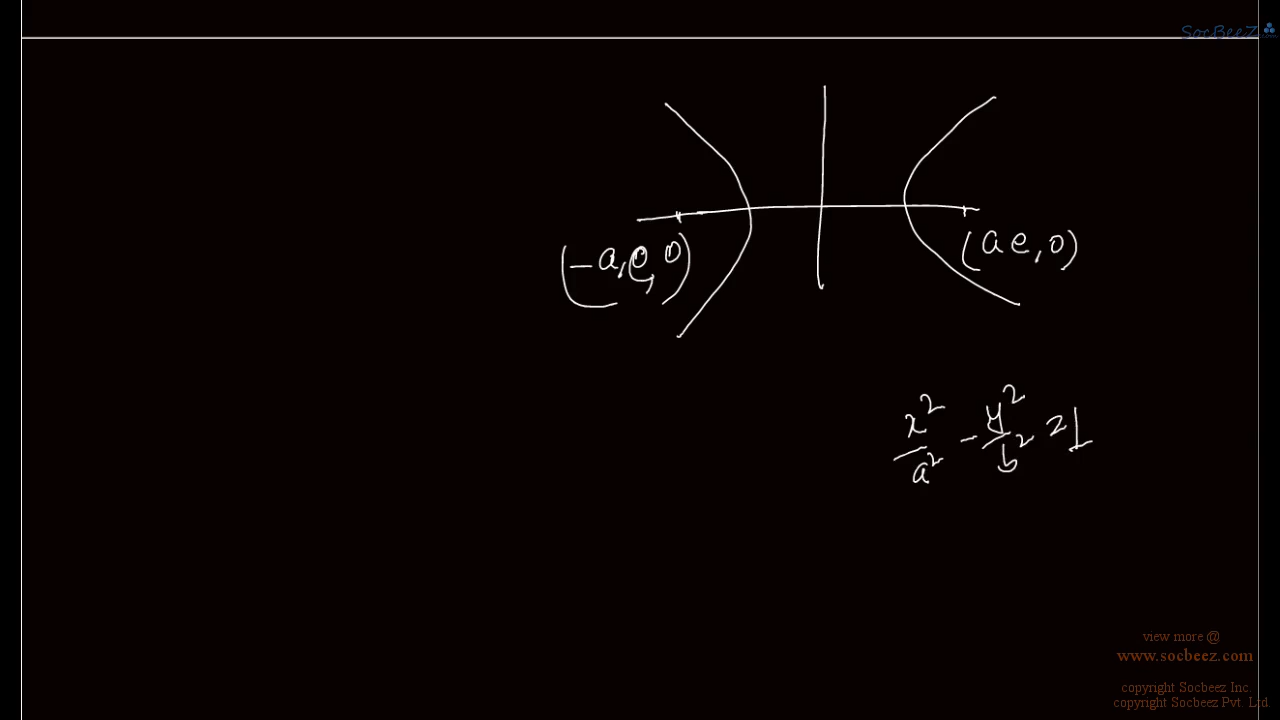 SocBeeZ
(-a,e,0)
(ae,0)
x²/a² - y²/b² = 1
view more @
www.socbeez.com
copyright Socbeez Inc.
copyright Socbeez Pvt. Ltd.